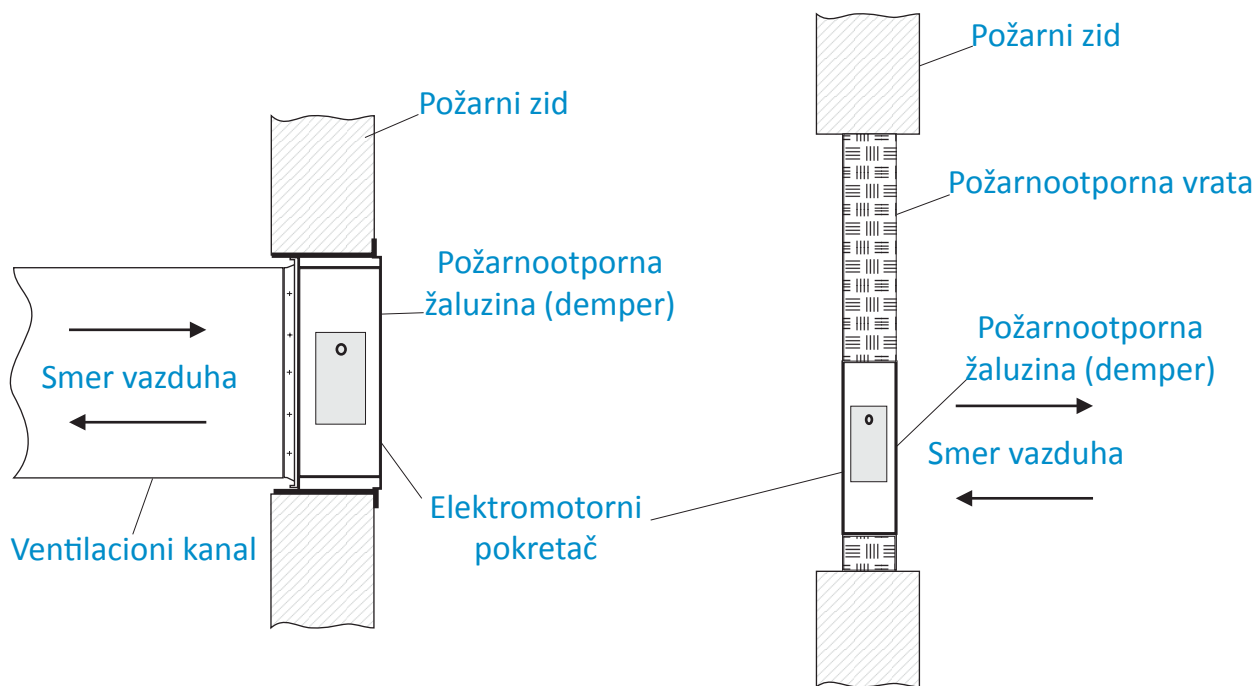 Požarni zid
Požarni zid
Požarnootporna vrata
Požarnootporna
žaluzina (demper)
Požarnootporna
žaluzina (demper)
Smer vazduha
Smer vazduha
Elektromotorni
pokretač
Ventilacioni kanal